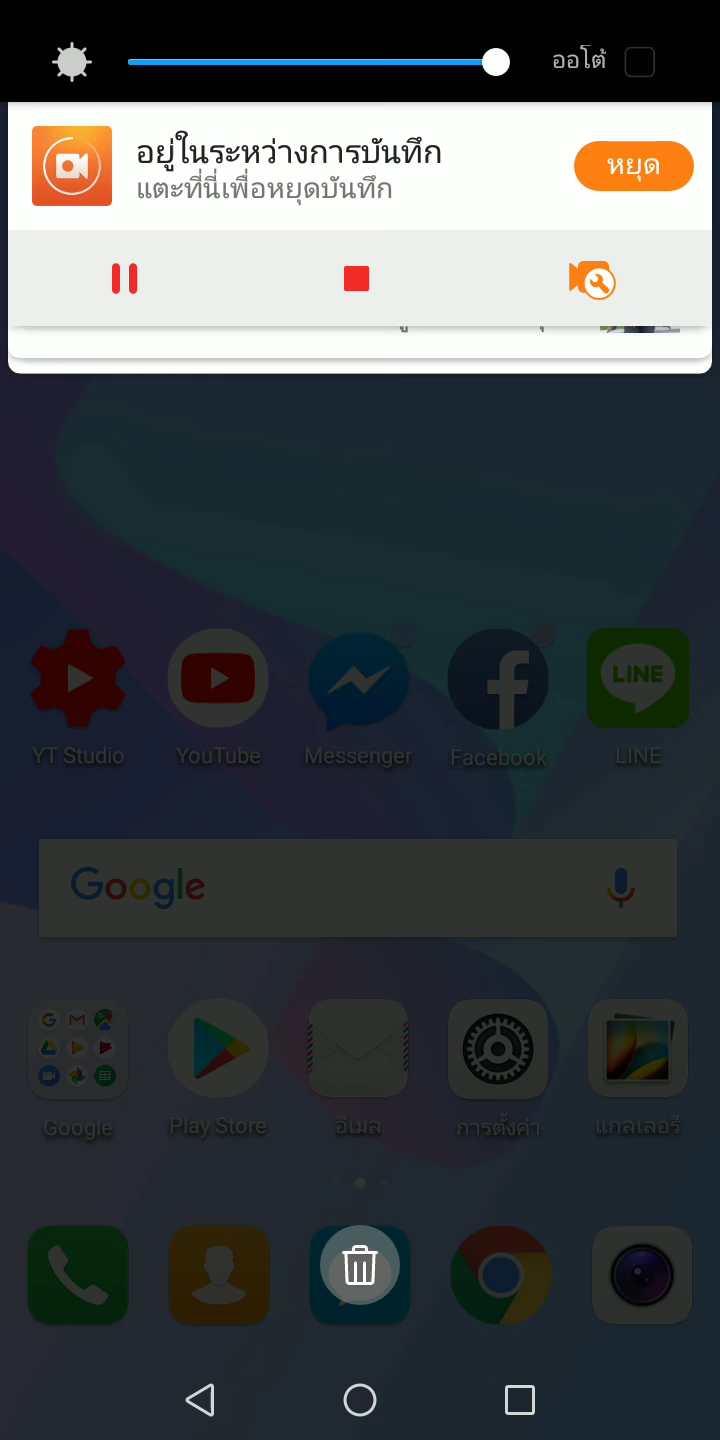 ออโต้
อยู่ในระหว่างการบันทึก
แตะที่นี่เพื่อหยุดบันทึก
หยุด
YT Studio
YouTube
Messenger
Facebook
LINE
LINE
Google
Google
Play Store
อีเมล
การตั้งค่า
แกลเลอรี